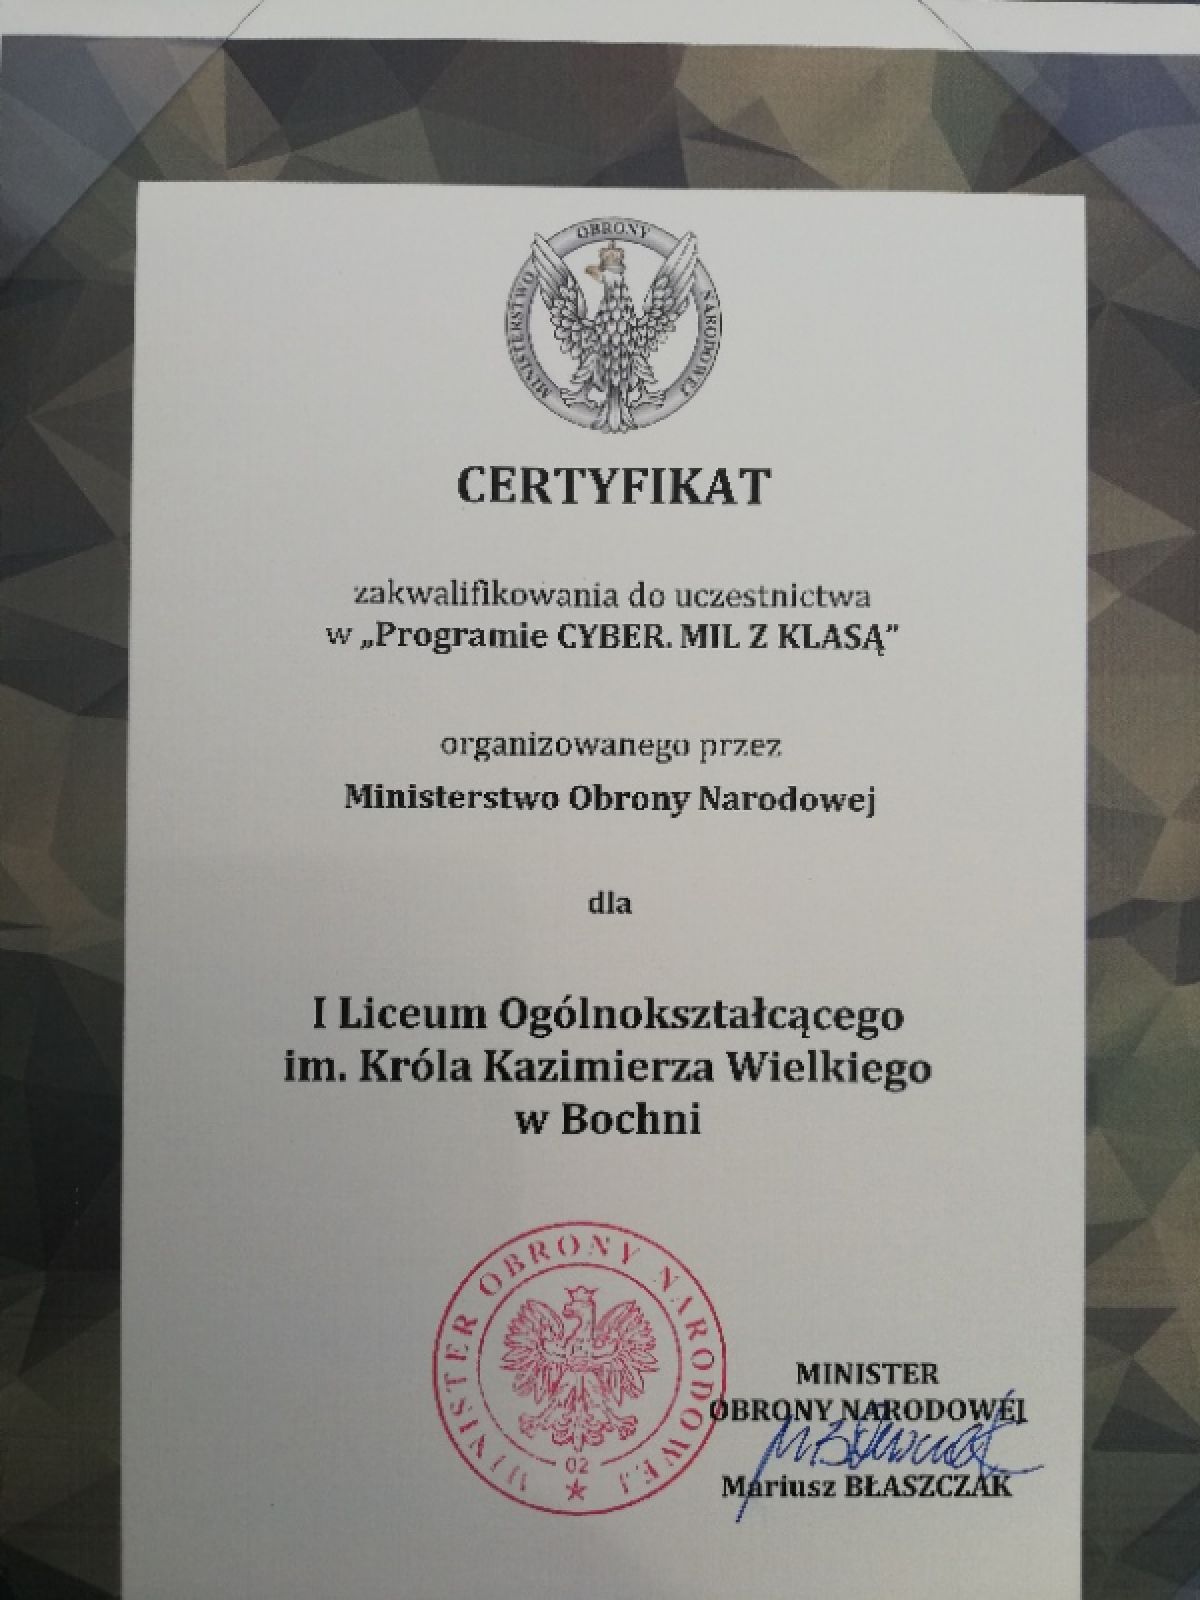 MINISTERSTWO OBRONY NARODOWEJ
CERTYFIKAT
zakwalifikowania do uczestnictwa
w „Programie CYBER. MIL Z KLASĄ”
organizowanego przez
Ministerstwo Obrony Narodowej
dla
I Liceum Ogólnokształcącego
im. Króla Kazimierza Wielkiego
w Bochni
MINISTER OBRONY NARODOWEJ
02
MINISTER
OBRONY NARODOWEJ
Mariusz BŁASZCZAK